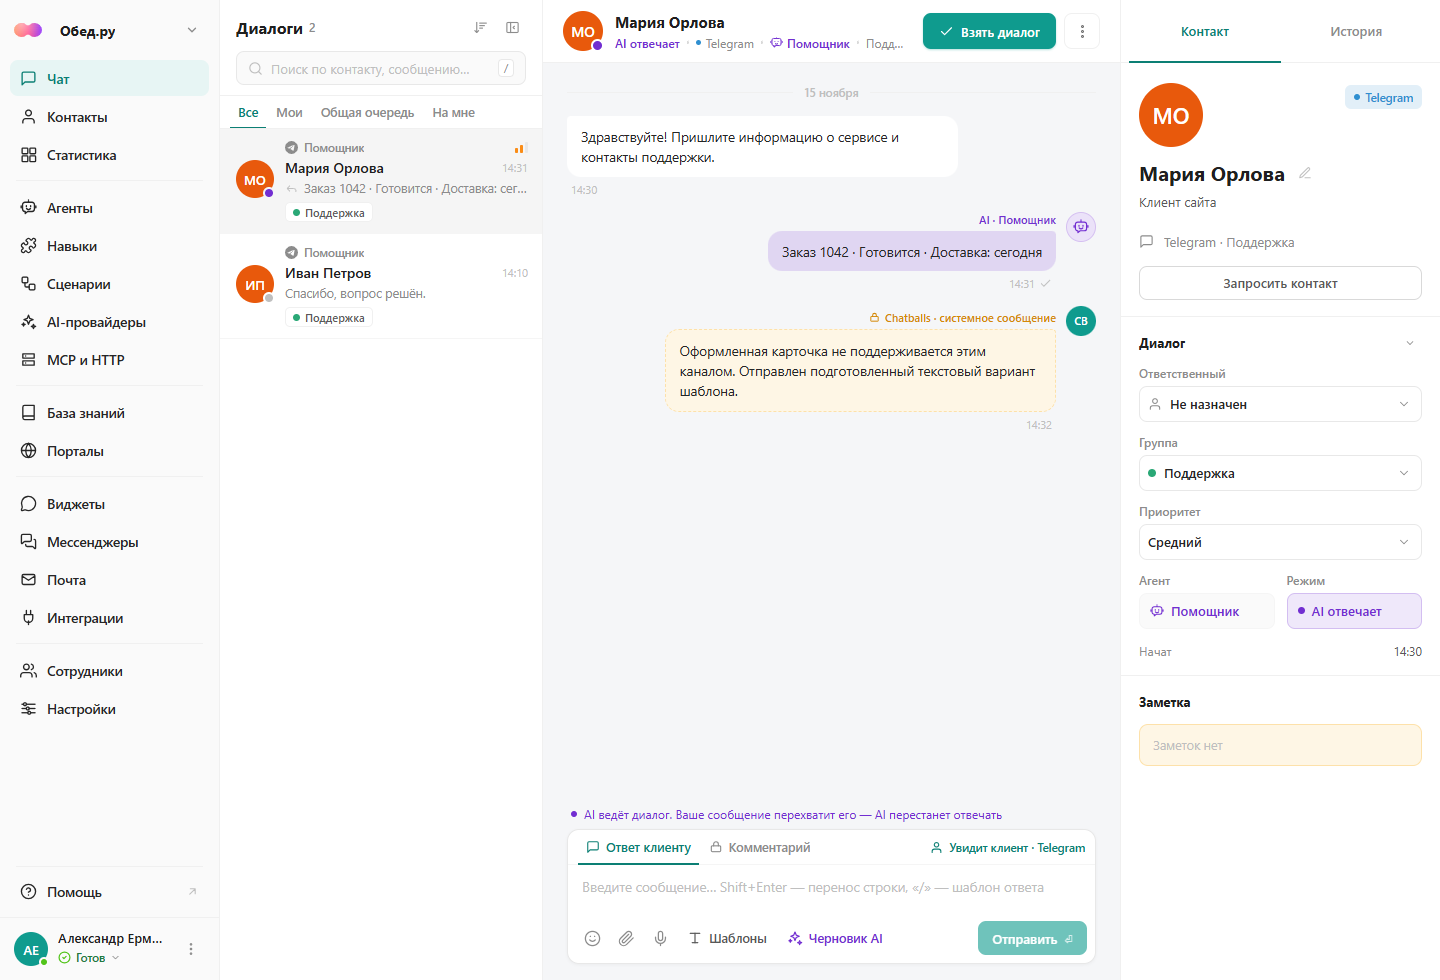 Обед.ру
Чат
Контакты
Статистика
Агенты
Навыки
Сценарии
AI-провайдеры
MCP и HTTP
База знаний
Порталы
Виджеты
Мессенджеры
Почта
Интеграции
Сотрудники
Настройки
Помощь
АЕ
Александр Ерм...
Готов
Диалоги 2
Поиск по контакту, сообщению... /
Все Мои Общая очередь На мне
Помощник
МО
Мария Орлова 14:31
Заказ 1042 · Готовится · Доставка: сег...
Поддержка
Помощник
ИП
Иван Петров 14:10
Спасибо, вопрос решён.
Поддержка
МО
Мария Орлова
AI отвечает · Telegram · Помощник · Подд...
Взять диалог
15 ноября
Здравствуйте! Пришлите информацию о сервисе и
контакты поддержки.
14:30
AI · Помощник
Заказ 1042 · Готовится · Доставка: сегодня
14:31
Chatballs · системное сообщение
СВ
Оформленная карточка не поддерживается этим
каналом. Отправлен подготовленный текстовый вариант
шаблона.
14:32
AI ведёт диалог. Ваше сообщение перехватит его — AI перестанет отвечать
Ответ клиенту Комментарий Увидит клиент · Telegram
Введите сообщение... Shift+Enter — перенос строки, «/» — шаблон ответа
Шаблоны Черновик AI Отправить
Контакт История
МО
Telegram
Мария Орлова
Клиент сайта
Telegram · Поддержка
Запросить контакт
Диалог
Ответственный
Не назначен
Группа
Поддержка
Приоритет
Средний
Агент Режим
Помощник AI отвечает
Начат 14:30
Заметка
Заметок нет